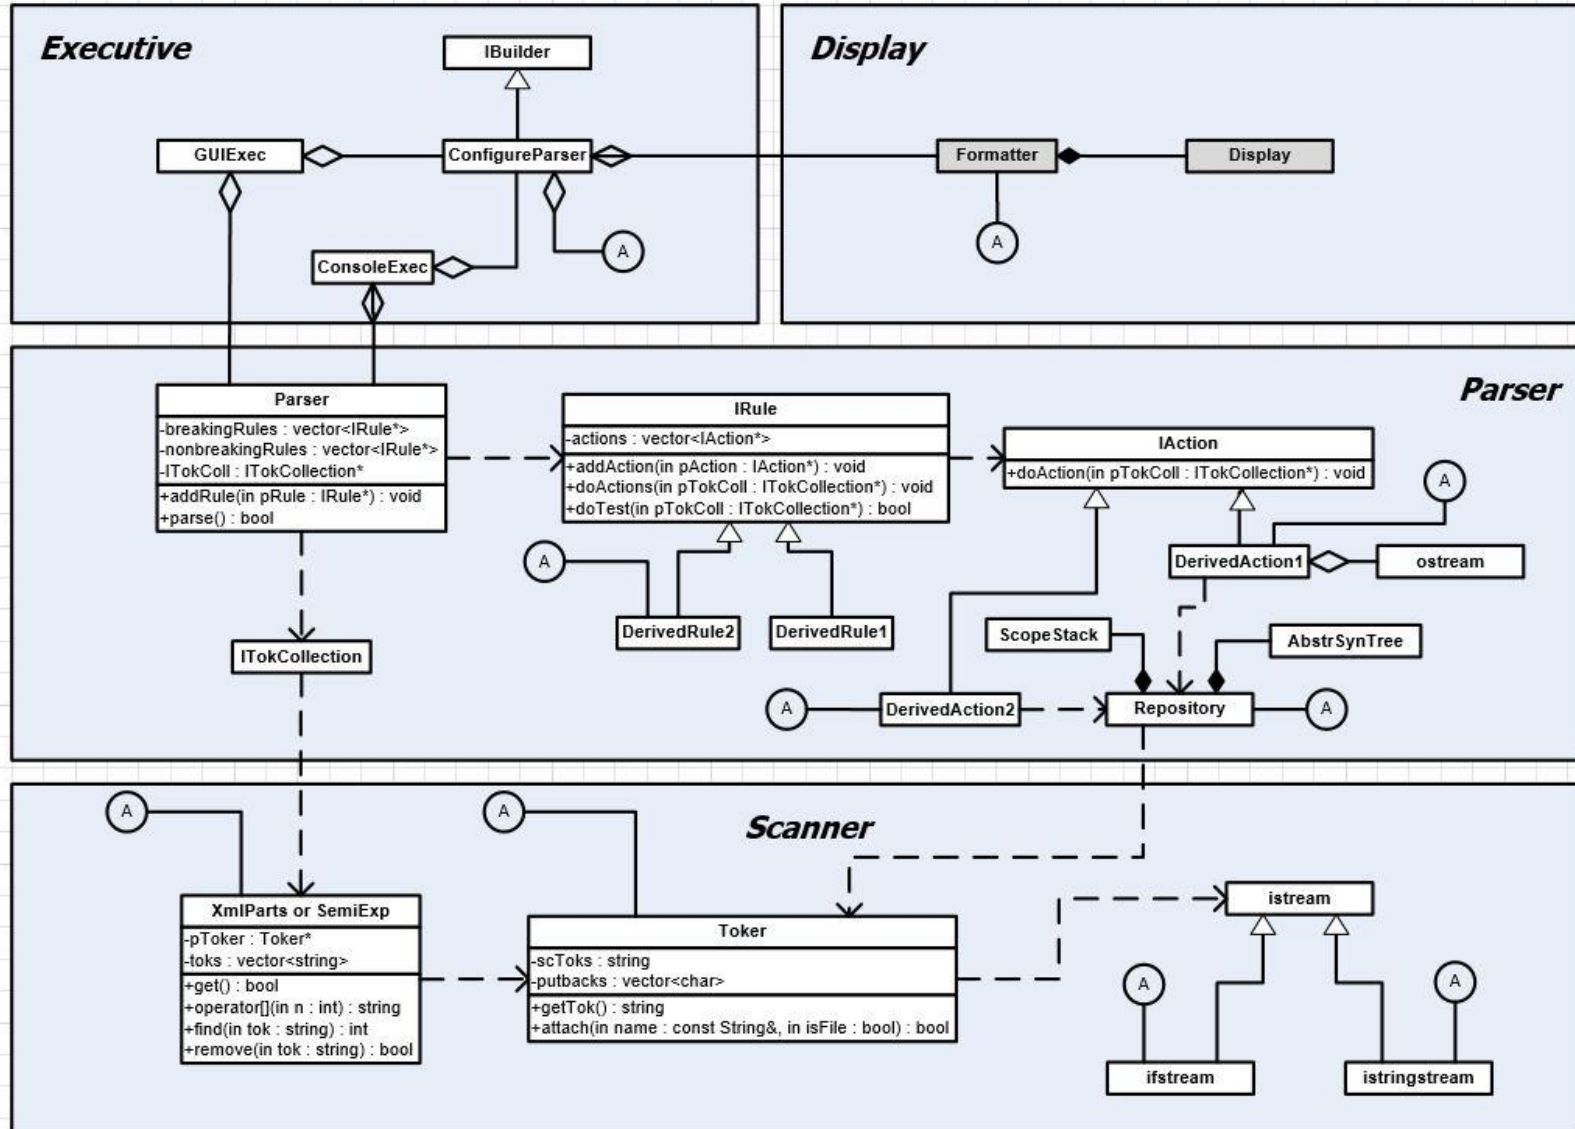 Executive
IBuilder
GUIExec
ConfigureParser
A
ConsoleExec
Display
Formatter
Display
A
Parser
Parser
-breakingRules : vector<IRule*>
-nonbreakingRules : vector<IRule*>
-ITokColl : ITokCollection*
+addRule(in pRule : IRule*) : void
+parse() : bool
IRule
-actions : vector<IAction*>
+addAction(in pAction : IAction*) : void
+doActions(in pTokColl : ITokCollection*) : void
+doTest(in pTokColl : ITokCollection*) : bool
IAction
+doAction(in pTokColl : ITokCollection*) : void
A
A
DerivedAction1
ostream
DerivedRule2
DerivedRule1
ScopeStack
AbstrSynTree
ITokCollection
A
DerivedAction2
Repository
A
Scanner
A
A
XmlParts or SemiExp
-pToker : Toker*
-toks : vector<string>
+get() : bool
+operator[](in n : int) : string
+find(in tok : string) : int
+remove(in tok : string) : bool
Toker
-scToks : string
-putbacks : vector<char>
+getTok() : string
+attach(in name : const String&, in isFile : bool) : bool
istream
A
A
ifstream
istringstream